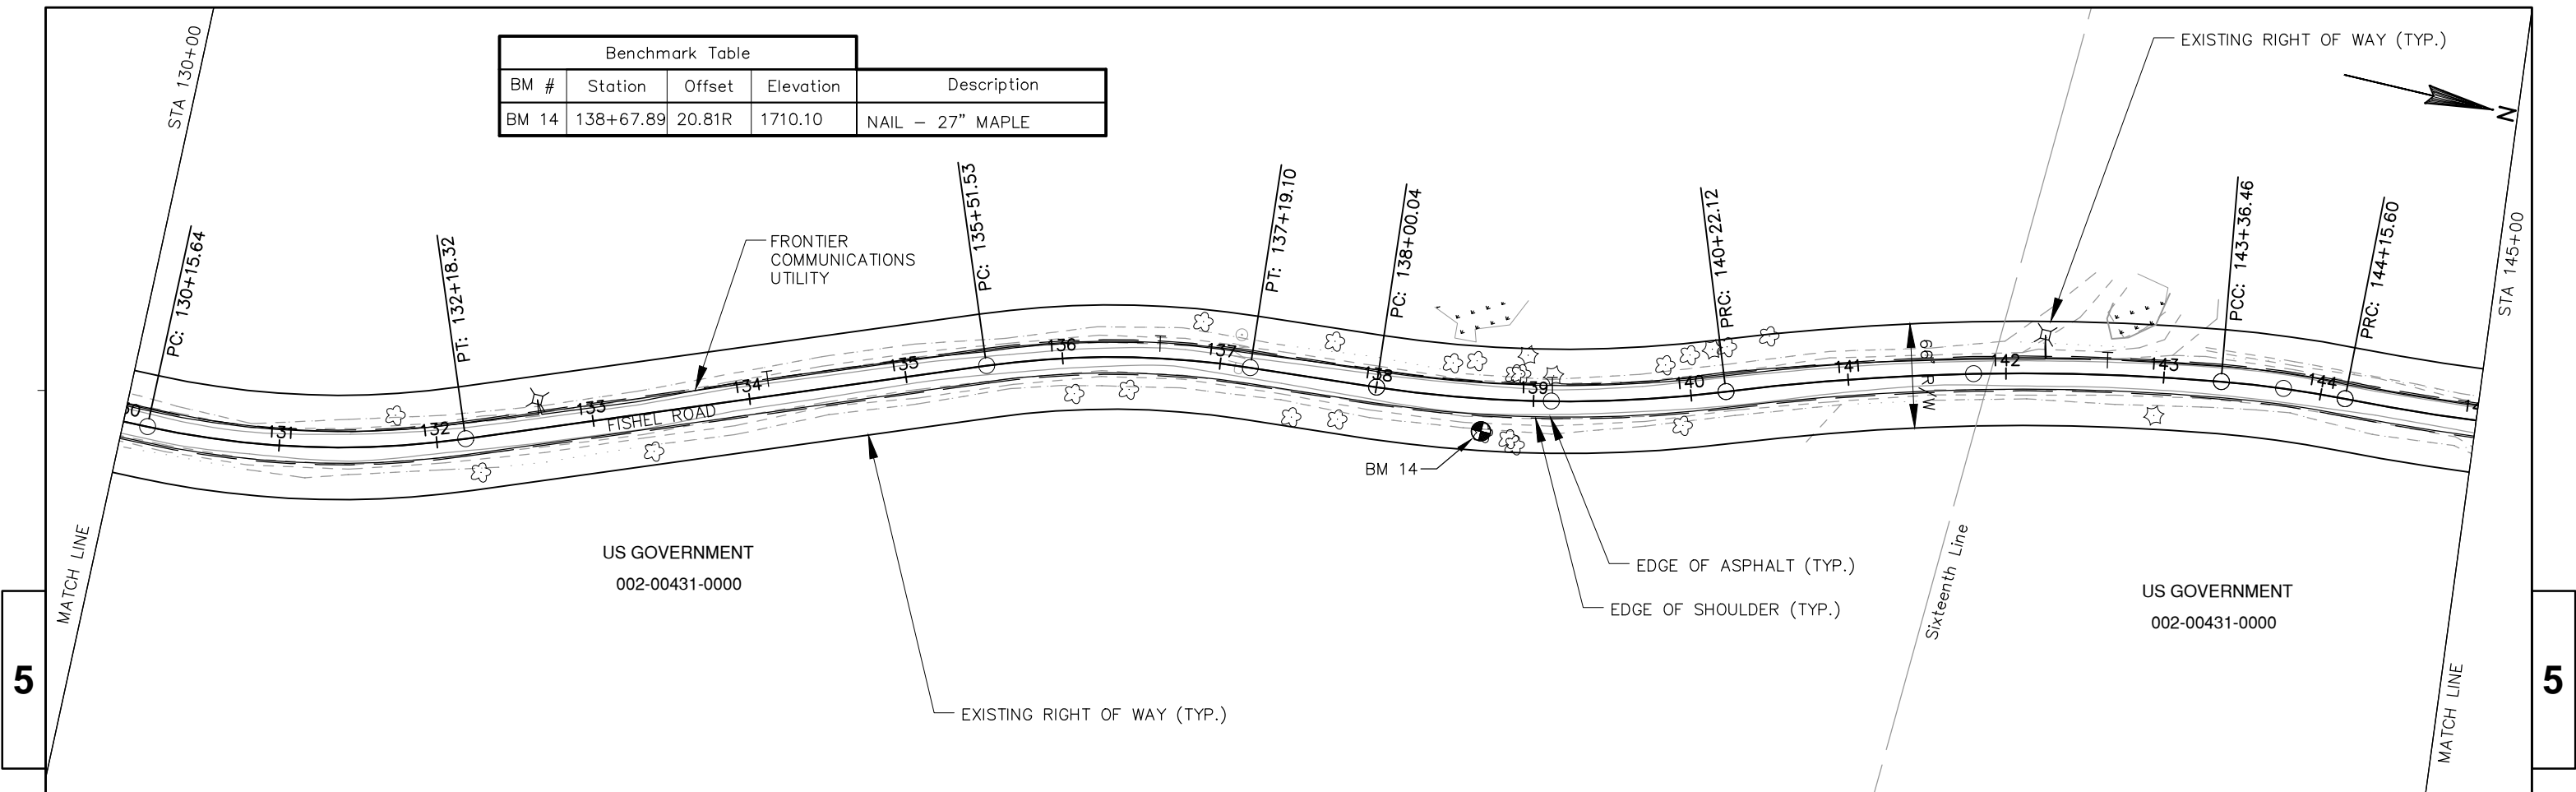 STA 130+00
Benchmark Table
BM # Station Offset Elevation Description
BM 14 138+67.89 20.81R 1710.10 NAIL – 27" MAPLE
EXISTING RIGHT OF WAY (TYP.)
N
STA 145+00
PC: 130+15.64
PT: 132+18.32
FRONTIER
COMMUNICATIONS
UTILITY
PC: 135+51.53
PT: 137+19.10
PC: 138+00.04
PRC: 140+22.12
PCC: 143+36.46
PRC: 144+15.60
131
132
133
134
135
136
137
138
139
140
141
142
143
144
T
T
T
FISHEL ROAD
66' R/W
BM 14
EDGE OF ASPHALT (TYP.)
EDGE OF SHOULDER (TYP.)
Sixteenth Line
US GOVERNMENT
002-00431-0000
US GOVERNMENT
002-00431-0000
EXISTING RIGHT OF WAY (TYP.)
MATCH LINE
MATCH LINE
5
5